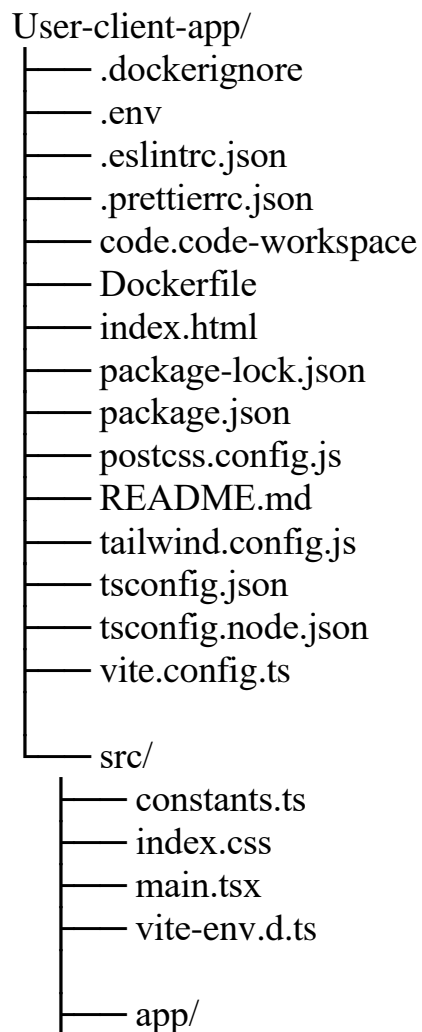 User-client-app/
.dockerignore
.env
.eslintrc.json
.prettierrc.json
code.code-workspace
Dockerfile
index.html
package-lock.json
package.json
postcss.config.js
README.md
tailwind.config.js
tsconfig.json
tsconfig.node.json
vite.config.ts
src/
constants.ts
index.css
main.tsx
vite-env.d.ts
app/